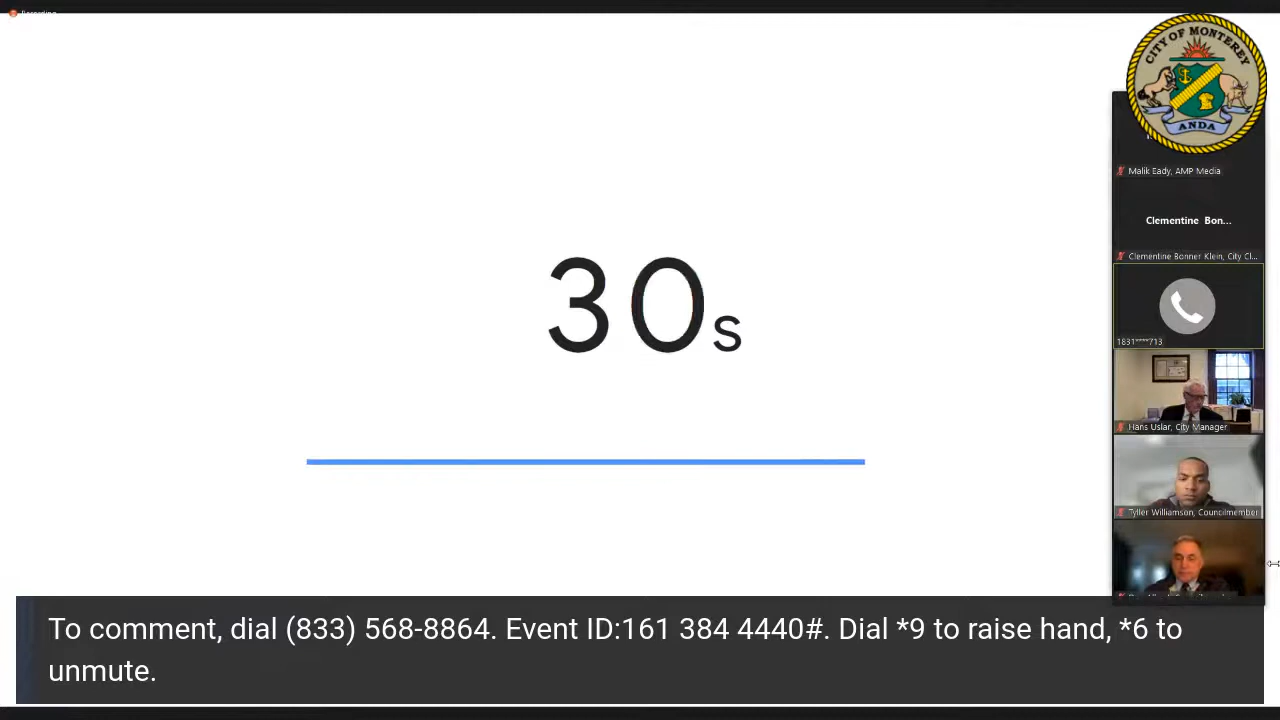 Recording
CITY OF MONTEREY
ANDA
Malik Eady, AMP Media
Clementine Bon...
Clementine Bonner Klein, City Cl...
1831****713
Hans Uslar, City Manager
Tyller Williamson, Councilmember
30s
To comment, dial (833) 568-8864. Event ID:161 384 4440#. Dial *9 to raise hand, *6 to
unmute.